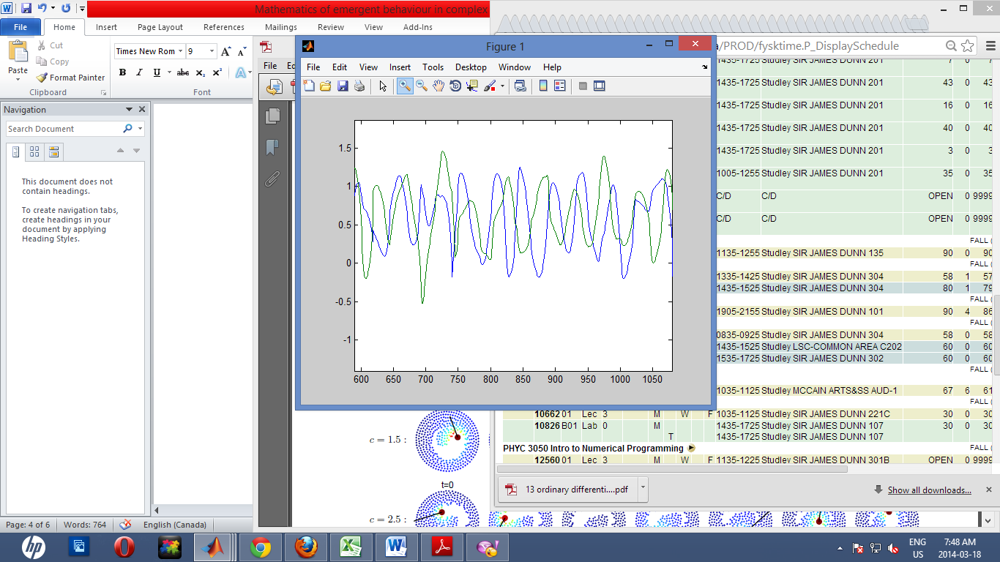 Mathematics of emergent behaviour in complex
File Home Insert Page Layout References Mailings Review View Add-Ins
Paste
Cut
Copy
Format Painter
Clipboard
Times New Rom 9
B I U abc x2 x2 A
Font
Navigation
Search Document
This document does not
contain headings.
To create navigation tabs,
create headings in your
document by applying
Heading Styles.
Page: 4 of 6 Words: 764 English (Canada)
File
Figure 1
File Edit View Insert Tools Desktop Window Help
1.5
1
0.5
0
-0.5
-1
600 650 700 750 800 850 900 950 1000 1050
c = 1.5 :
t=0
c = 2.5 :
/PROD/fysktime.P_DisplaySchedule
1435-1725 Studley SIR JAMES DUNN 201 7 0 7
1435-1725 Studley SIR JAMES DUNN 201 43 0 43
1435-1725 Studley SIR JAMES DUNN 201 16 0 16
1435-1725 Studley SIR JAMES DUNN 201 40 0 40
1435-1725 Studley SIR JAMES DUNN 201 3 0 3
1005-1255 Studley SIR JAMES DUNN 201 35 0 35
C/D C/D OPEN 0 9999
C/D C/D OPEN 0 9999
FALL (
1135-1255 Studley SIR JAMES DUNN 135 90 0 90
FALL (
1335-1425 Studley SIR JAMES DUNN 304 58 1 57
1435-1525 Studley SIR JAMES DUNN 304 80 1 79
FALL (
1905-2155 Studley SIR JAMES DUNN 101 90 4 86
FALL (
0835-0925 Studley SIR JAMES DUNN 304 58 0 58
1435-1525 Studley LSC-COMMON AREA C202 60 0 60
1535-1725 Studley SIR JAMES DUNN 302 60 0 60
FALL (
1035-1125 Studley MCCAIN ARTS&SS AUD-1 67 6 61
FALL (
10662 01 Lec 3 M W F 1035-1125 Studley SIR JAMES DUNN 221C 30 0 30
10826 B01 Lab 0 M 1435-1725 Studley SIR JAMES DUNN 107 30 0 30
T 1435-1725 Studley SIR JAMES DUNN 107
PHYC 3050 Intro to Numerical Programming FALL (
12560 01 Lec 3 M W F 1135-1225 Studley SIR JAMES DUNN 301B OPEN 0 9999
13 ordinary differenti....pdf Show all downloads...
ENG 7:48 AM
US 2014-03-18